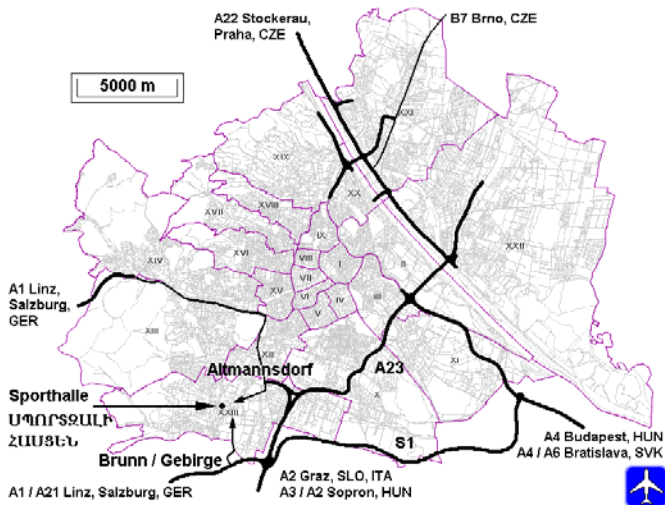 A22 Stockerau,
Praha, CZE
B7 Brno, CZE
5000 m
XXI
XIX
XX
XVIII
XVII
IX
XXII
XVI
VIII
I
II
XIV
VII
XV
VI
IV
III
V
A1 Linz,
Salzburg,
GER
XIII
XII
XI
Altmannsdorf
A23
X
Sporthalle
XXIII
ՍՊՈՐՏՁԱԼԻ
ՀԱՍՑԵՆ
S1
Brunn / Gebirge
A4 Budapest, HUN
A4 / A6 Bratislava, SVK
A2 Graz, SLO, ITA
A1 / A21 Linz, Salzburg, GER
A3 / A2 Sopron, HUN